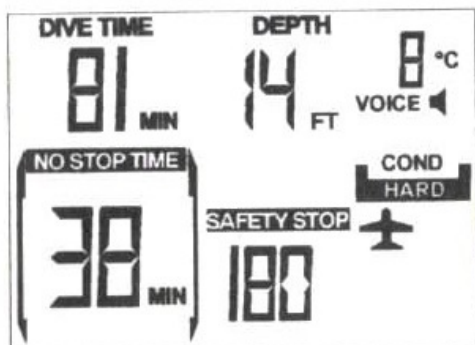 DIVE TIME
81 MIN
DEPTH
14 FT
8 °C
VOICE
NO STOP TIME
38 MIN
SAFETY STOP
180
COND
HARD